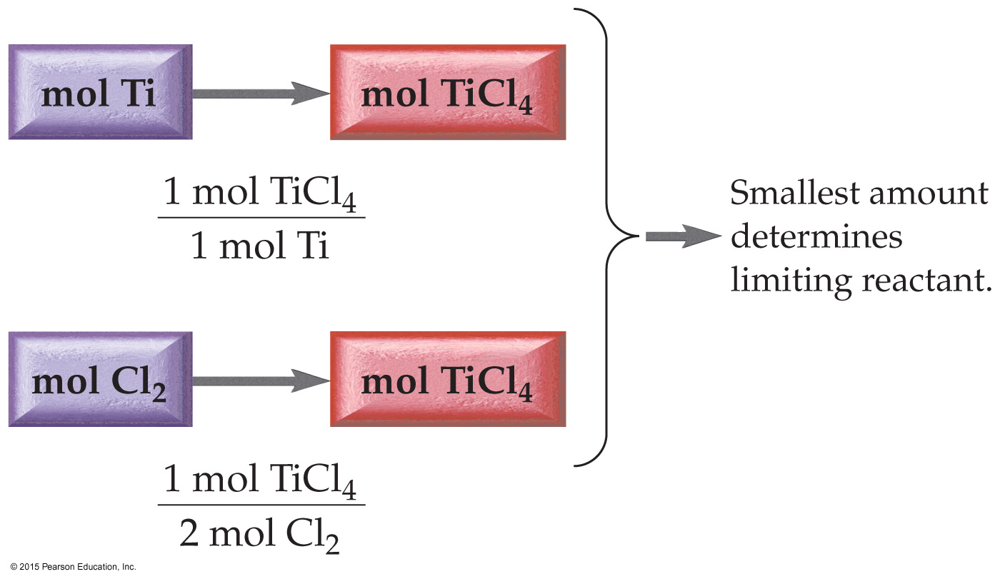 mol Ti
mol TiCl₄
1 mol TiCl₄
1 mol Ti
Smallest amount
determines
limiting reactant.
mol Cl₂
mol TiCl₄
1 mol TiCl₄
2 mol Cl₂
© 2015 Pearson Education, Inc.